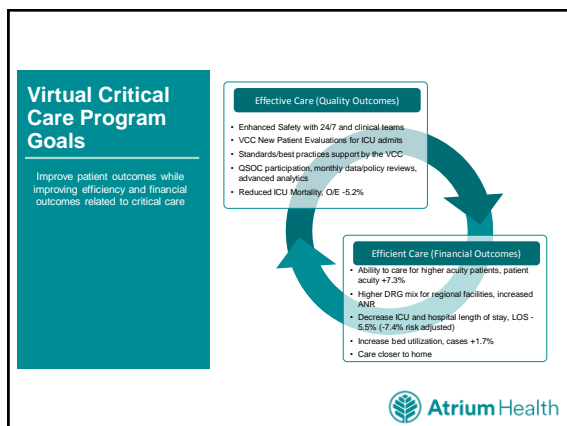 Virtual Critical
Care Program
Goals
Improve patient outcomes while
improving efficiency and financial
outcomes related to critical care
Effective Care (Quality Outcomes)
• Enhanced Safety with 24/7 and clinical teams
• VCC New Patient Evaluations for ICU admits
• Standards/best practices support by the VCC
• QSOC participation, monthly data/policy reviews,
advanced analytics
• Reduced ICU Mortality, O/E -5.2%
Efficient Care (Financial Outcomes)
• Ability to care for higher acuity patients, patient
acuity +7.3%
• Higher DRG mix for regional facilities, increased
ANR
• Decrease ICU and hospital length of stay, LOS -
5.5% (-7.4% risk adjusted)
• Increase bed utilization, cases +1.7%
• Care closer to home
Atrium Health